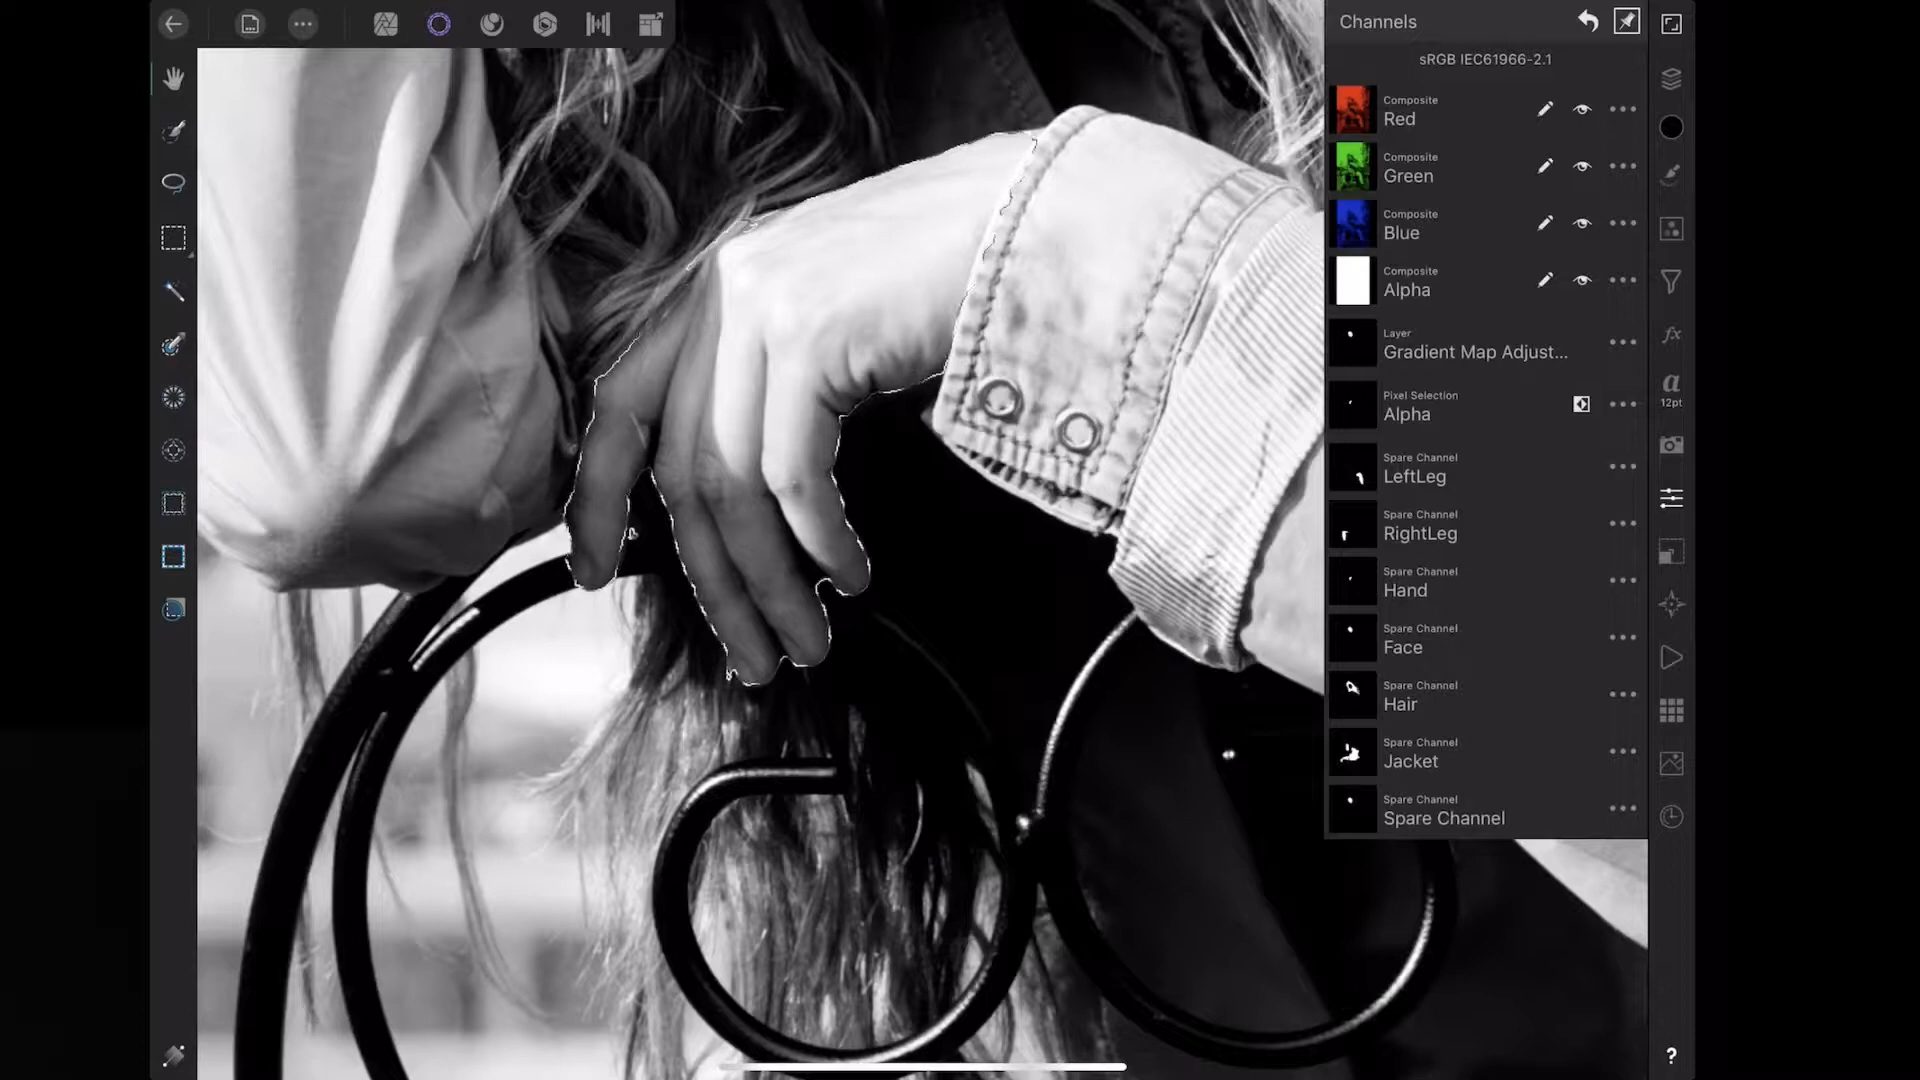 Channels
sRGB IEC61966-2.1
Composite
Red
Composite
Green
Composite
Blue
Composite
Alpha
Layer
Gradient Map Adjust...
Pixel Selection
Alpha
Spare Channel
LeftLeg
Spare Channel
RightLeg
Spare Channel
Hand
Spare Channel
Face
Spare Channel
Hair
Spare Channel
Jacket
Spare Channel
Spare Channel
fx
a
12pt
?